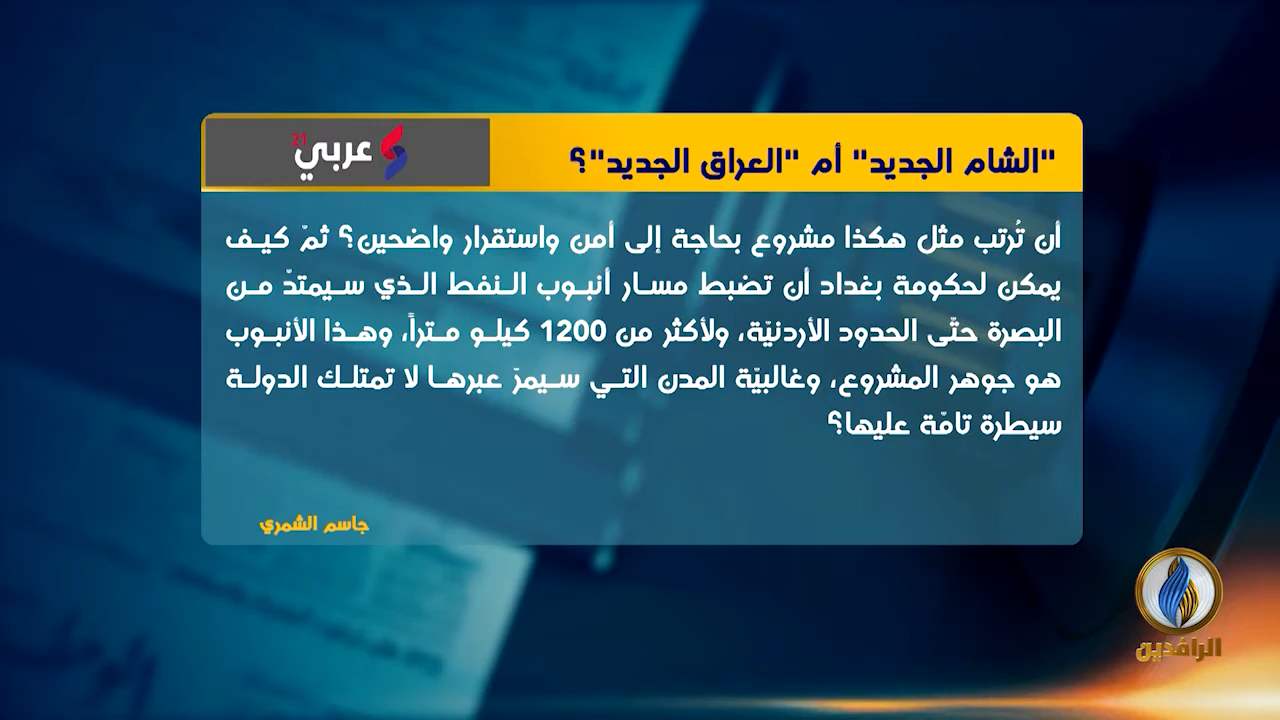 "الشام الجديد" أم "العراق الجديد"؟
عربي21
أن تُرتب مثل هكذا مشروع بحاجة إلى أمن واستقرار واضحين؟ ثمّ كيف
يمكن لحكومة بغداد أن تضبط مسار أنبوب النفط الذي سيمتدّ من
البصرة حتّى الحدود الأردنيّة، ولأكثر من 1200 كيلو متراً، وهذا الأنبوب
هو جوهر المشروع، وغالبيّة المدن التي سيمرّ عبرها لا تمتلك الدولة
سيطرة تامّة عليها؟
جاسم الشمري
الرافدين